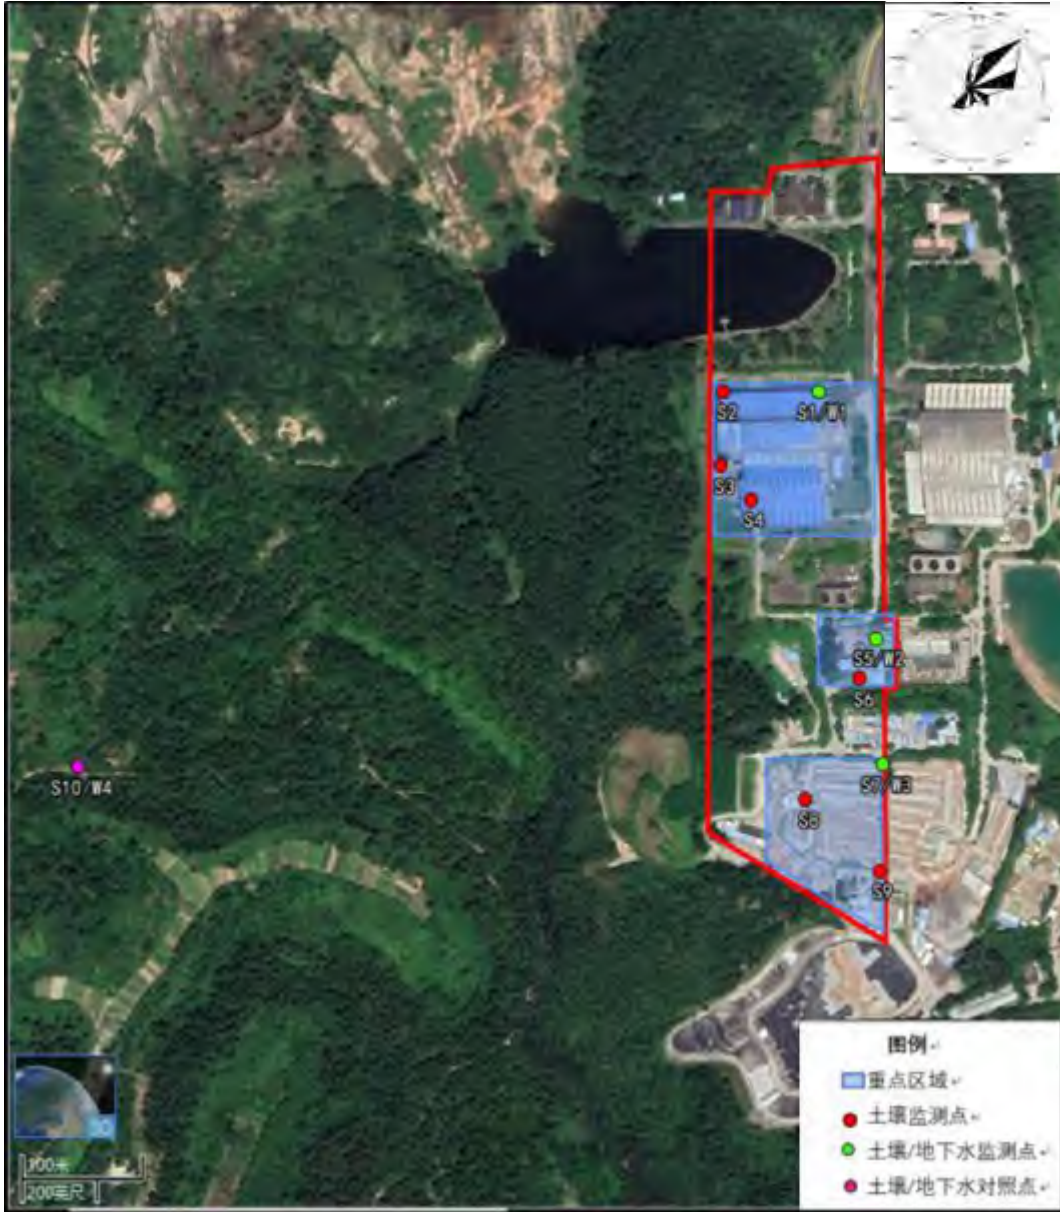 S2
S1/W1
S3
S4
S5/W2
S6
S10/W4
S7/W3
S8
S9
图例
重点区域
土壤监测点
土壤/地下水监测点
土壤/地下水对照点
3D
100米
200英尺